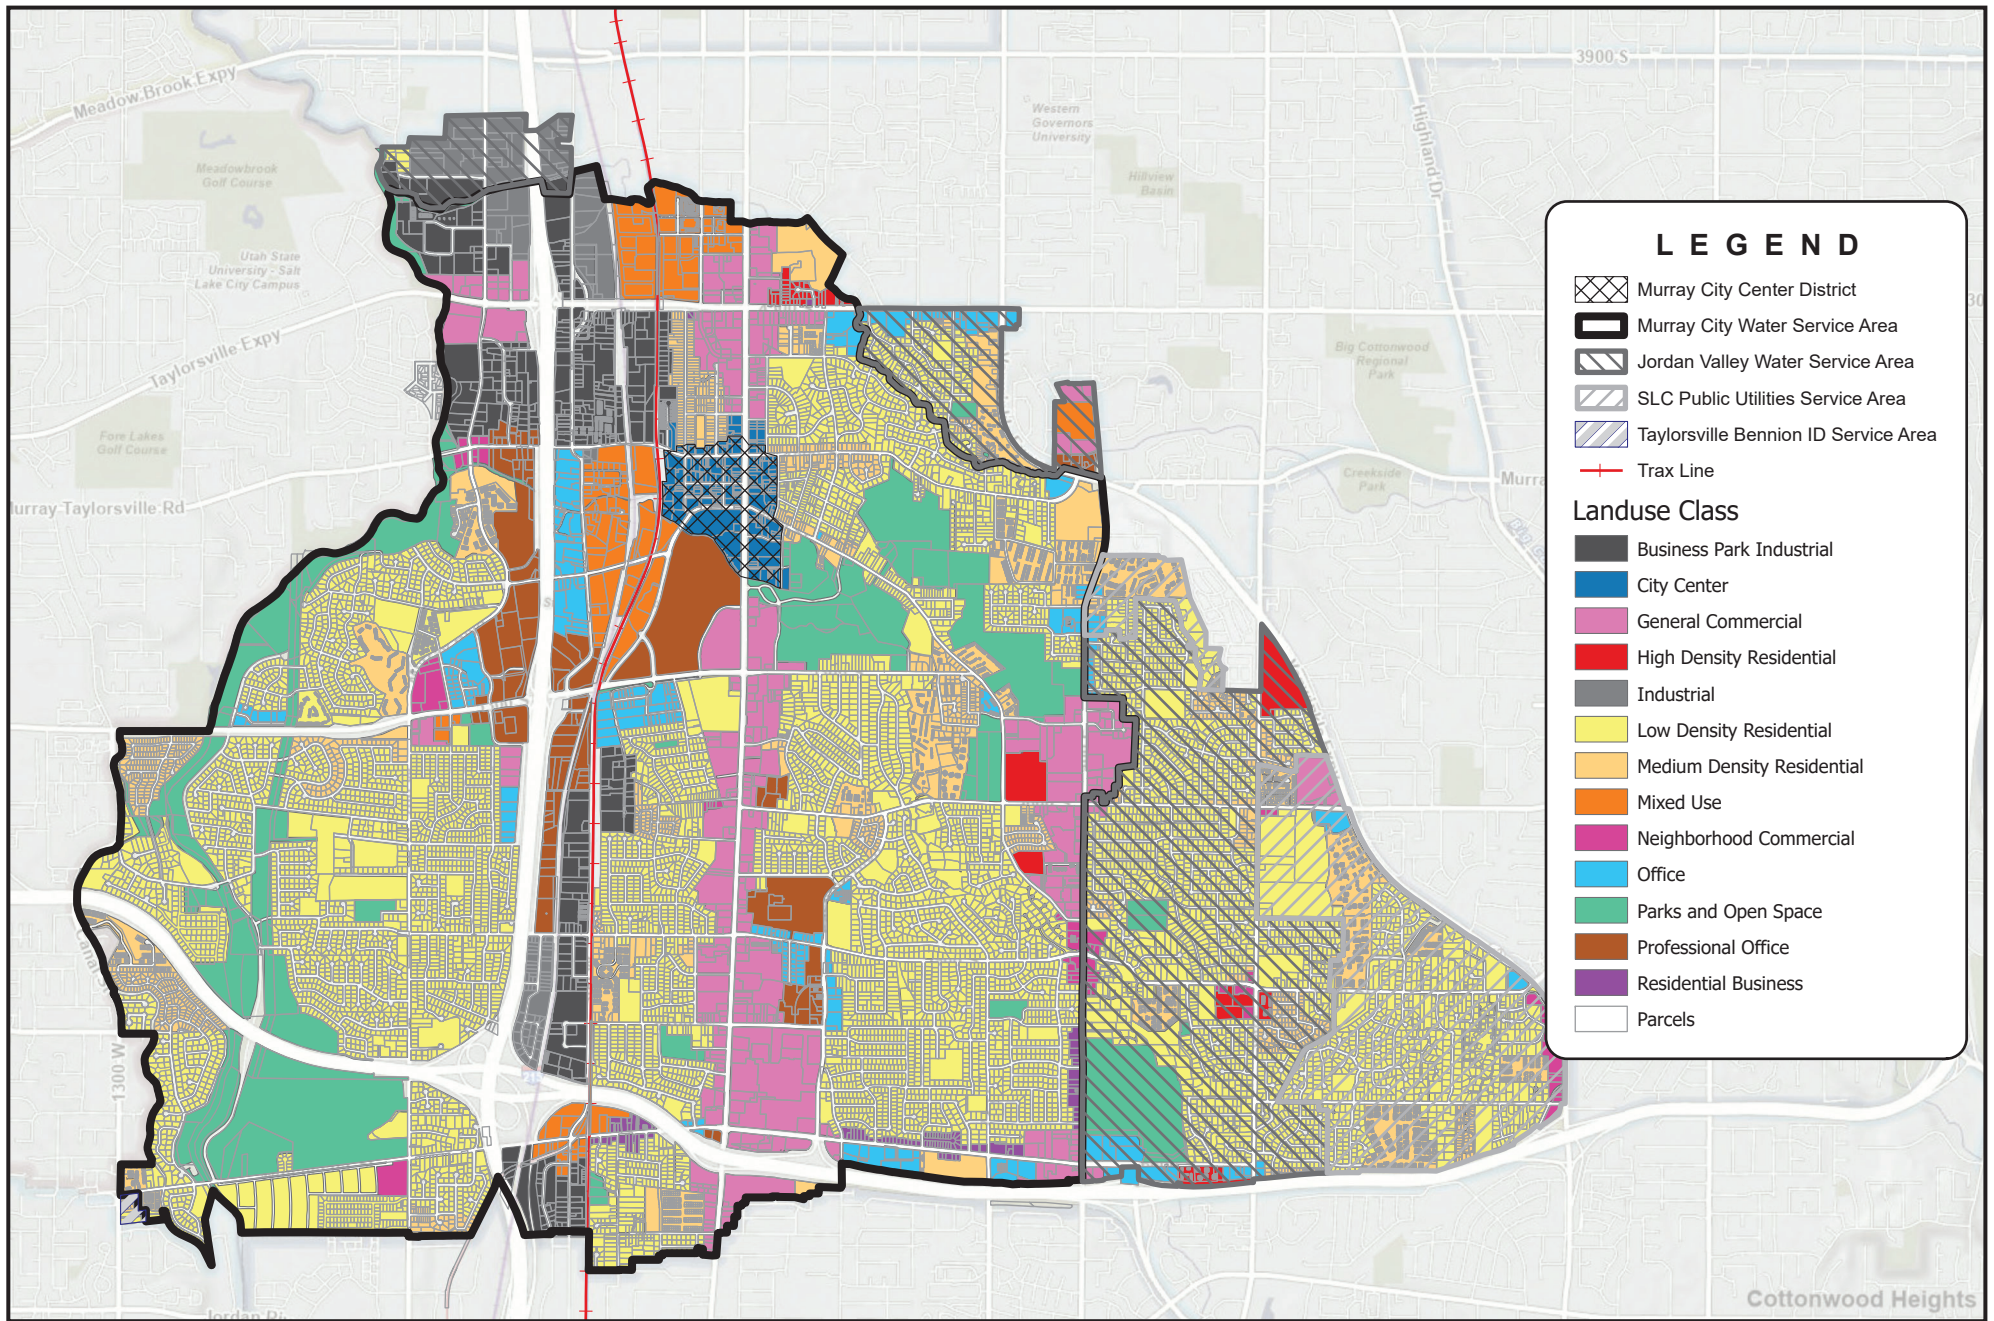 3900 S
Meadow Brook Expy
Highland Dr
Western
Governors
University
Meadowbrook
Golf Course
Hillview
Basin
Utah State
University - Salt
Lake City Campus
Taylorsville Expy
Big Cottonwood
Regional
Park
Fore Lakes
Golf Course
Creekside
Park
Murray Taylorsville Rd
1300 W
215
Cottonwood Heights
LEGEND
Murray City Center District
Murray City Water Service Area
Jordan Valley Water Service Area
SLC Public Utilities Service Area
Taylorsville Bennion ID Service Area
Trax Line
Landuse Class
Business Park Industrial
City Center
General Commercial
High Density Residential
Industrial
Low Density Residential
Medium Density Residential
Mixed Use
Neighborhood Commercial
Office
Parks and Open Space
Professional Office
Residential Business
Parcels